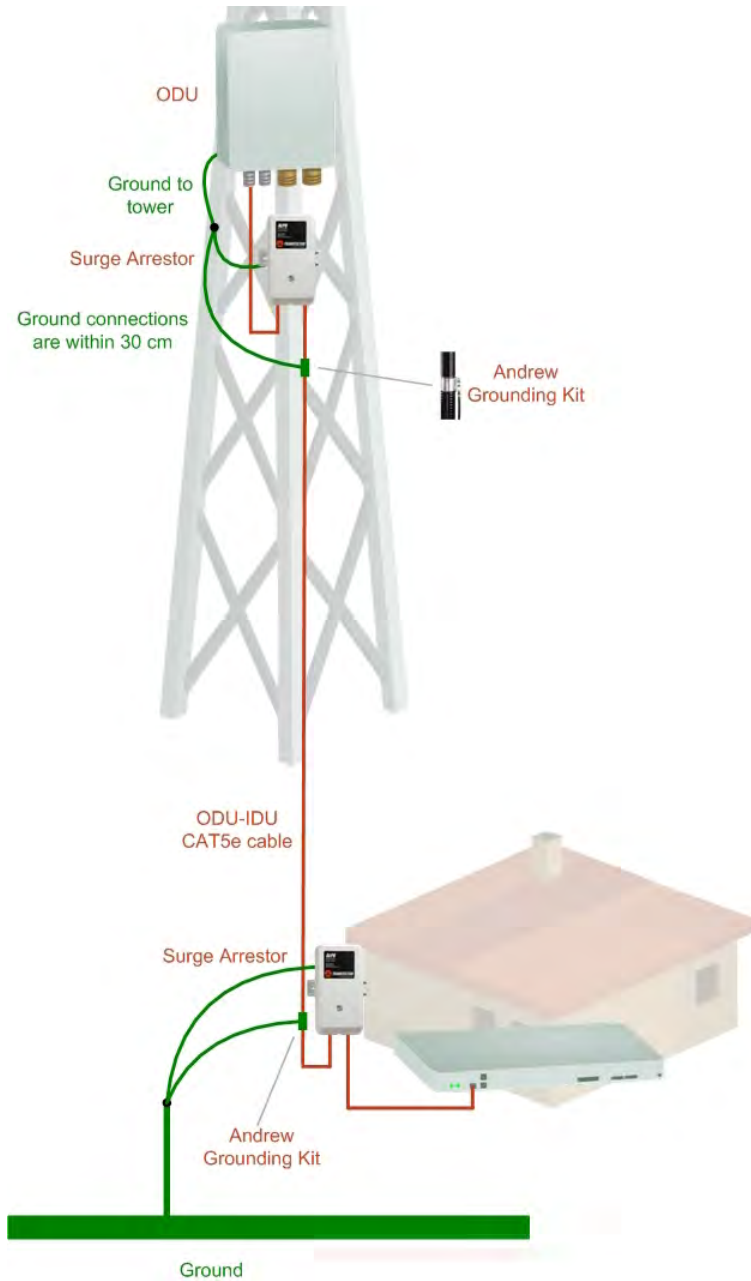 ODU
Ground to
tower
Surge Arrestor
Ground connections
are within 30 cm
Andrew
Grounding Kit
ODU-IDU
CAT5e cable
Surge Arrestor
Andrew
Grounding Kit
Ground